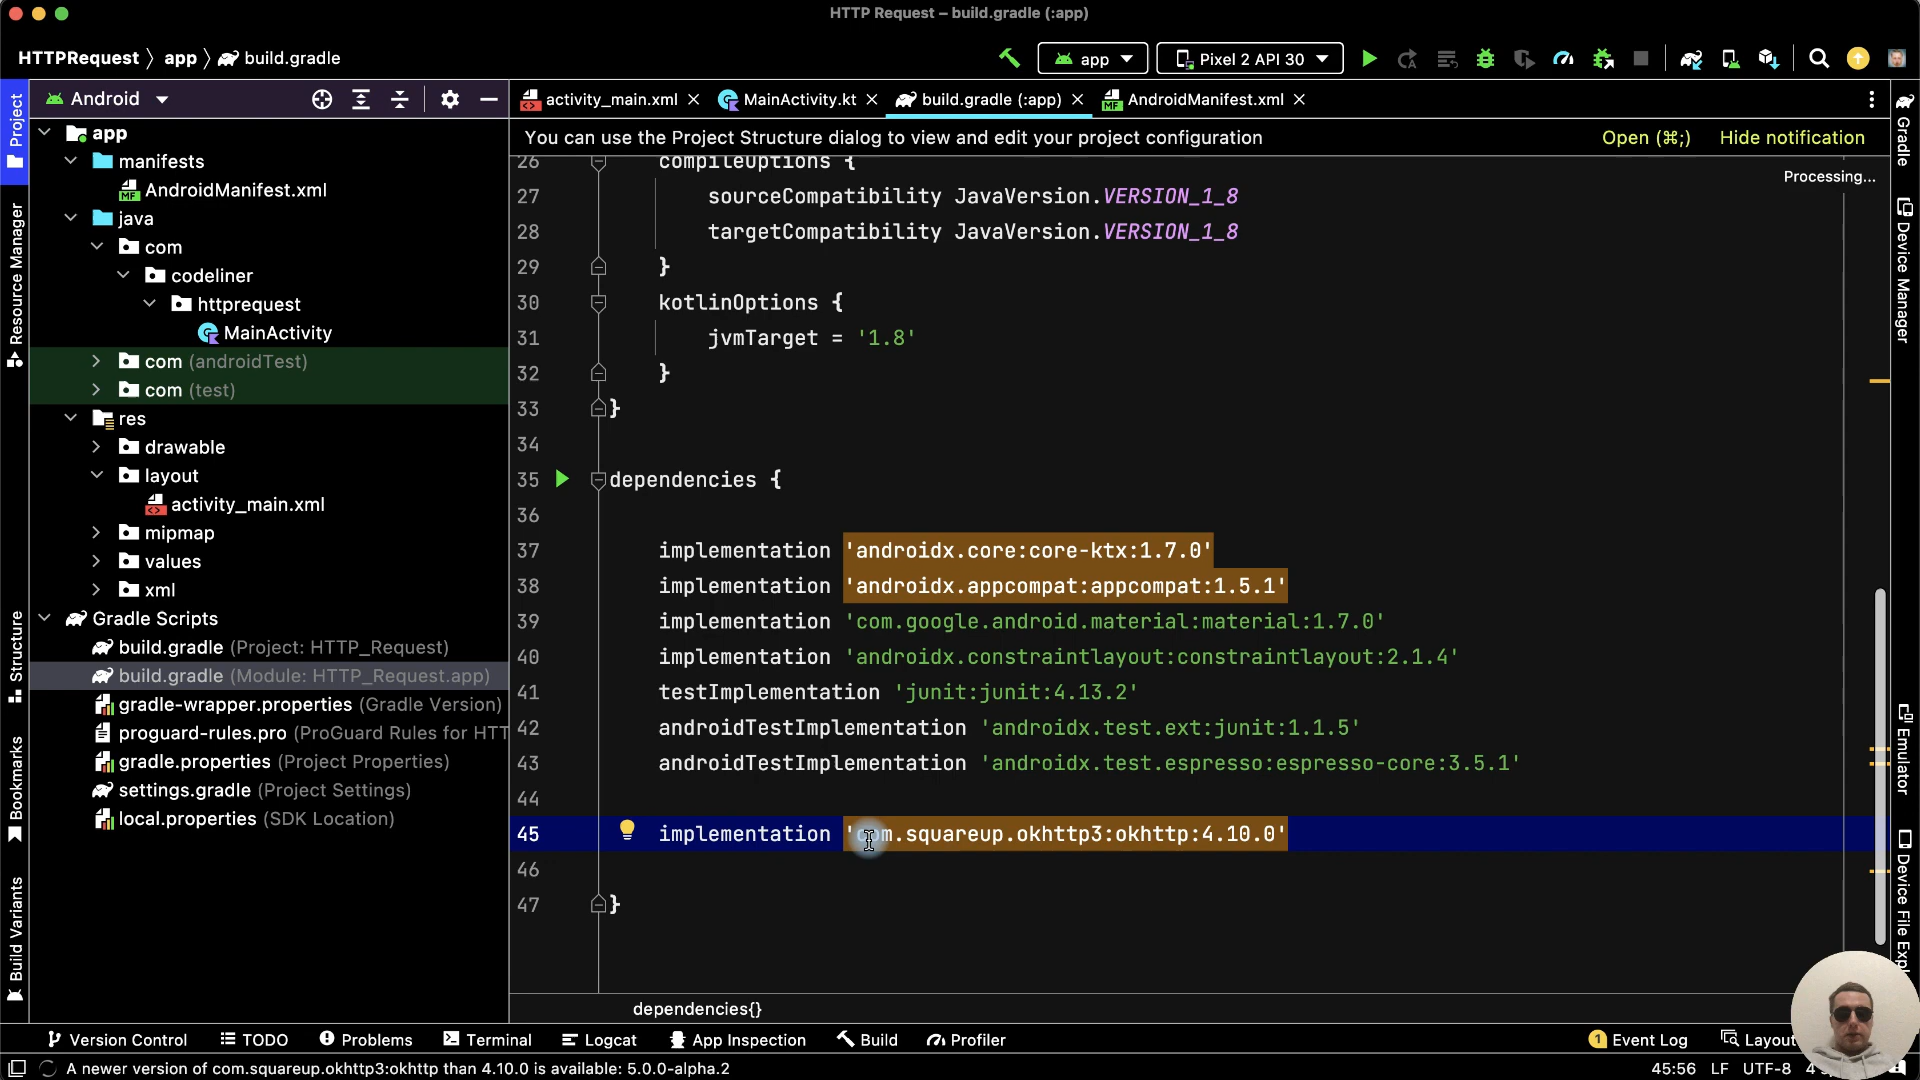 HTTP Request – build.gradle (:app)
HTTPRequest 〉 app 〉 build.gradle
app
Pixel 2 API 30
Android
activity_main.xml
MainActivity.kt
build.gradle (:app)
AndroidManifest.xml
You can use the Project Structure dialog to view and edit your project configuration
Open (⌘;)
Hide notification
Processing...
Project
Resource Manager
Structure
Bookmarks
Build Variants
app
manifests
AndroidManifest.xml
java
com
codeliner
httprequest
MainActivity
com (androidTest)
com (test)
res
drawable
layout
activity_main.xml
mipmap
values
xml
Gradle Scripts
build.gradle (Project: HTTP_Request)
build.gradle (Module: HTTP_Request.app)
gradle-wrapper.properties (Gradle Version)
proguard-rules.pro (ProGuard Rules for HTT
gradle.properties (Project Properties)
settings.gradle (Project Settings)
local.properties (SDK Location)
26 compileOptions {
27 sourceCompatibility JavaVersion.VERSION_1_8
28 targetCompatibility JavaVersion.VERSION_1_8
29 }
30 kotlinOptions {
31 jvmTarget = '1.8'
32 }
33 }
34
35 dependencies {
36
37 implementation 'androidx.core:core-ktx:1.7.0'
38 implementation 'androidx.appcompat:appcompat:1.5.1'
39 implementation 'com.google.android.material:material:1.7.0'
40 implementation 'androidx.constraintlayout:constraintlayout:2.1.4'
41 testImplementation 'junit:junit:4.13.2'
42 androidTestImplementation 'androidx.test.ext:junit:1.1.5'
43 androidTestImplementation 'androidx.test.espresso:espresso-core:3.5.1'
44
45 implementation 'com.squareup.okhttp3:okhttp:4.10.0'
46
47 }
dependencies{}
Gradle
Device Manager
Emulator
Device File Expl
Version Control
TODO
Problems
Terminal
Logcat
App Inspection
Build
Profiler
1 Event Log
Layout
A newer version of com.squareup.okhttp3:okhttp than 4.10.0 is available: 5.0.0-alpha.2
45:56
LF
UTF-8
4